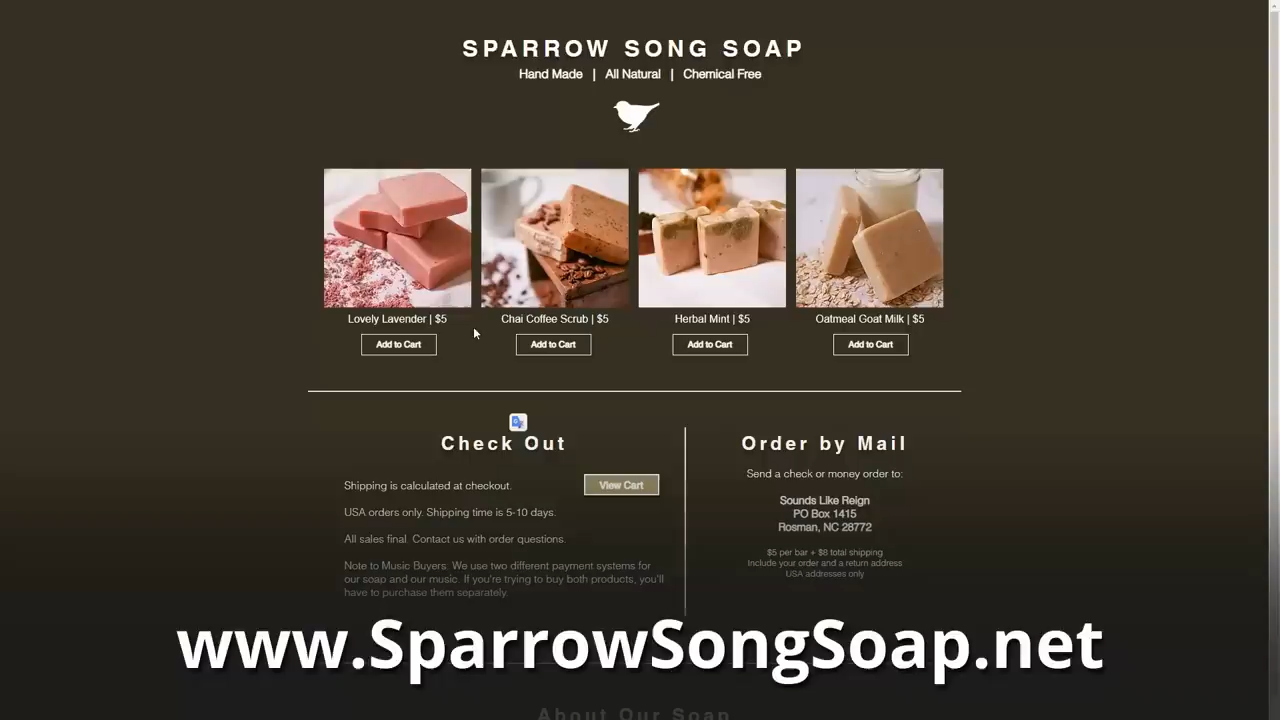 SPARROW SONG SOAP
Hand Made | All Natural | Chemical Free
Lovely Lavender | $5
Chai Coffee Scrub | $5
Herbal Mint | $5
Oatmeal Goat Milk | $5
Add to Cart
Add to Cart
Add to Cart
Add to Cart
Check Out
Shipping is calculated at checkout.
View Cart
USA orders only. Shipping time is 5-10 days.
All sales final. Contact us with order questions.
Note to Music Buyers: We use two different payment systems for
our soap and our music. If you're trying to buy both products, you'll
have to purchase them separately.
Order by Mail
Send a check or money order to:
Sounds Like Reign
PO Box 1415
Rosman, NC 28772
$5 per bar + $8 total shipping
Include your order and a return address
USA addresses only
www.SparrowSongSoap.net
About Our Soap